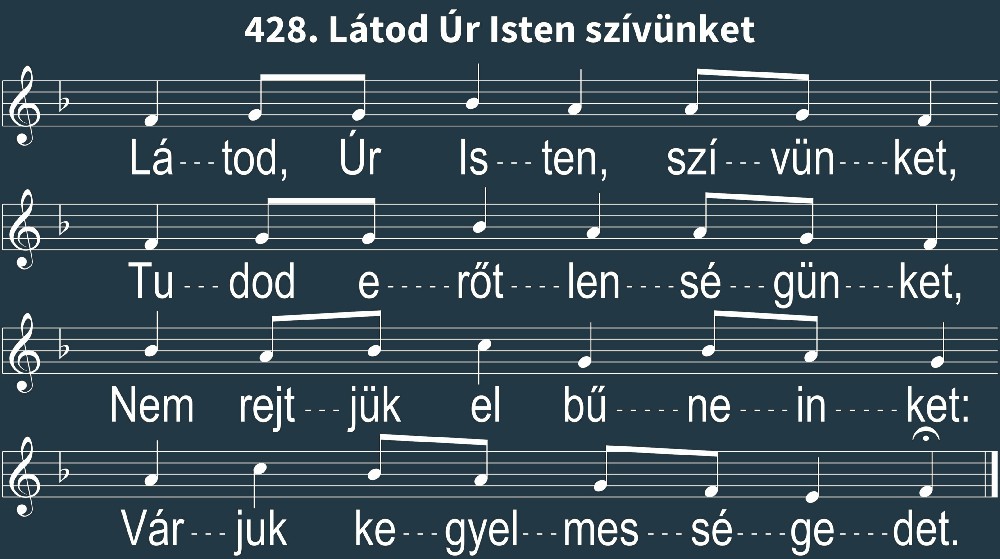 428. Látod Úr Isten szívünket
Lá---tod, Úr Is---ten, szí---vün----ket,
Tu---dod e-----rőt----len----sé---gün----ket,
Nem rejt---jük el bű-----ne----in-----ket:
Vár---juk ke---gyel---mes---sé---ge---det.